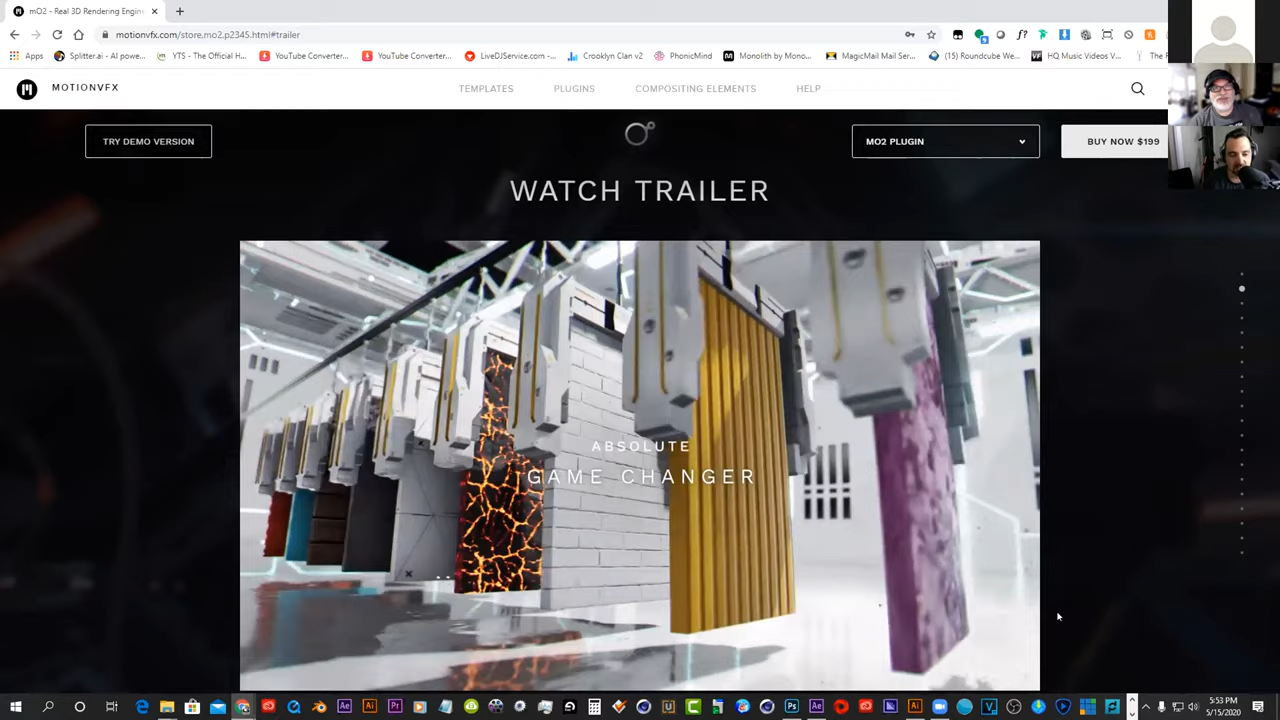 mO2 - Real 3D Rendering Engin
motionvfx.com/store.mo2.p2345.html#trailer
Apps
Splitter.ai - AI powe...
YTS - The Official H...
YouTube Converter...
YouTube Converter...
LiveDJService.com -...
Crooklyn Clan v2
PhonicMind
Monolith by Mono...
MagicMail Mail Ser...
(15) Roundcube We...
HQ Music Videos V...
The
MOTIONVFX
TEMPLATES
PLUGINS
COMPOSITING ELEMENTS
HELP
TRY DEMO VERSION
MO2 PLUGIN
BUY NOW $199
WATCH TRAILER
ABSOLUTE
GAME CHANGER
5:53 PM
5/15/2020